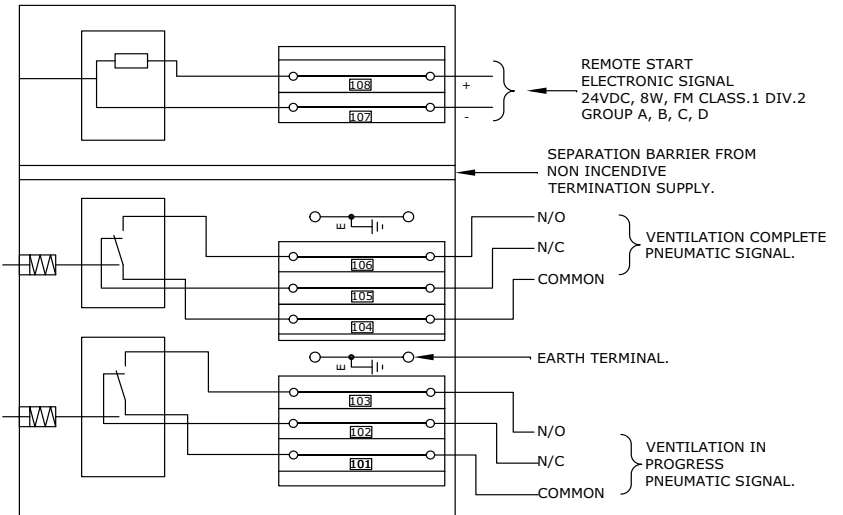 REMOTE START
ELECTRONIC SIGNAL
24VDC, 8W, FM CLASS.1 DIV.2
GROUP A, B, C, D
108
+
107
-
SEPARATION BARRIER FROM
NON INCENDIVE
TERMINATION SUPPLY.
E
N/O
N/C
COMMON
VENTILATION COMPLETE
PNEUMATIC SIGNAL.
106
105
104
E
EARTH TERMINAL.
103
102
101
N/O
N/C
COMMON
VENTILATION IN
PROGRESS
PNEUMATIC SIGNAL.